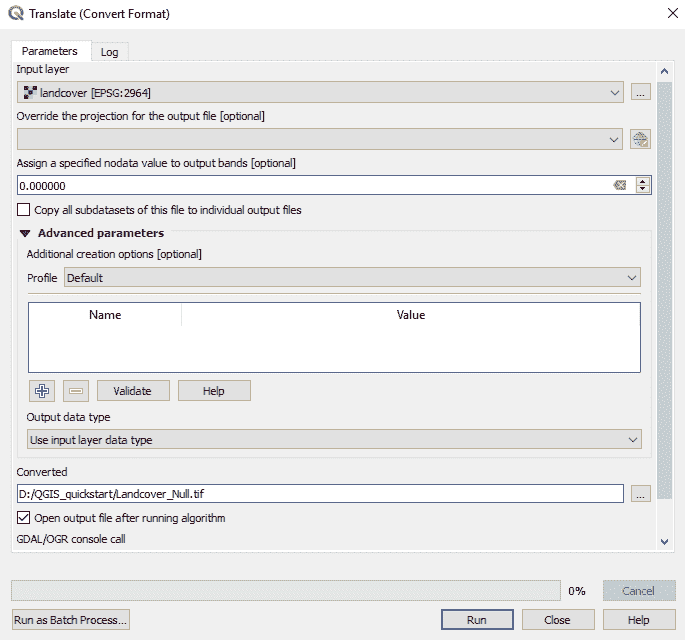 Translate (Convert Format)
Parameters Log
Input layer
landcover [EPSG:2964] ...
Override the projection for the output file [optional]
Assign a specified nodata value to output bands [optional]
0.000000
Copy all subdatasets of this file to individual output files
Advanced parameters
Additional creation options [optional]
Profile Default
Name Value
Validate Help
Output data type
Use input layer data type
Converted
D:/QGIS_quickstart/Landcover_Null.tif ...
Open output file after running algorithm
GDAL/OGR console call
0% Cancel
Run as Batch Process... Run Close Help